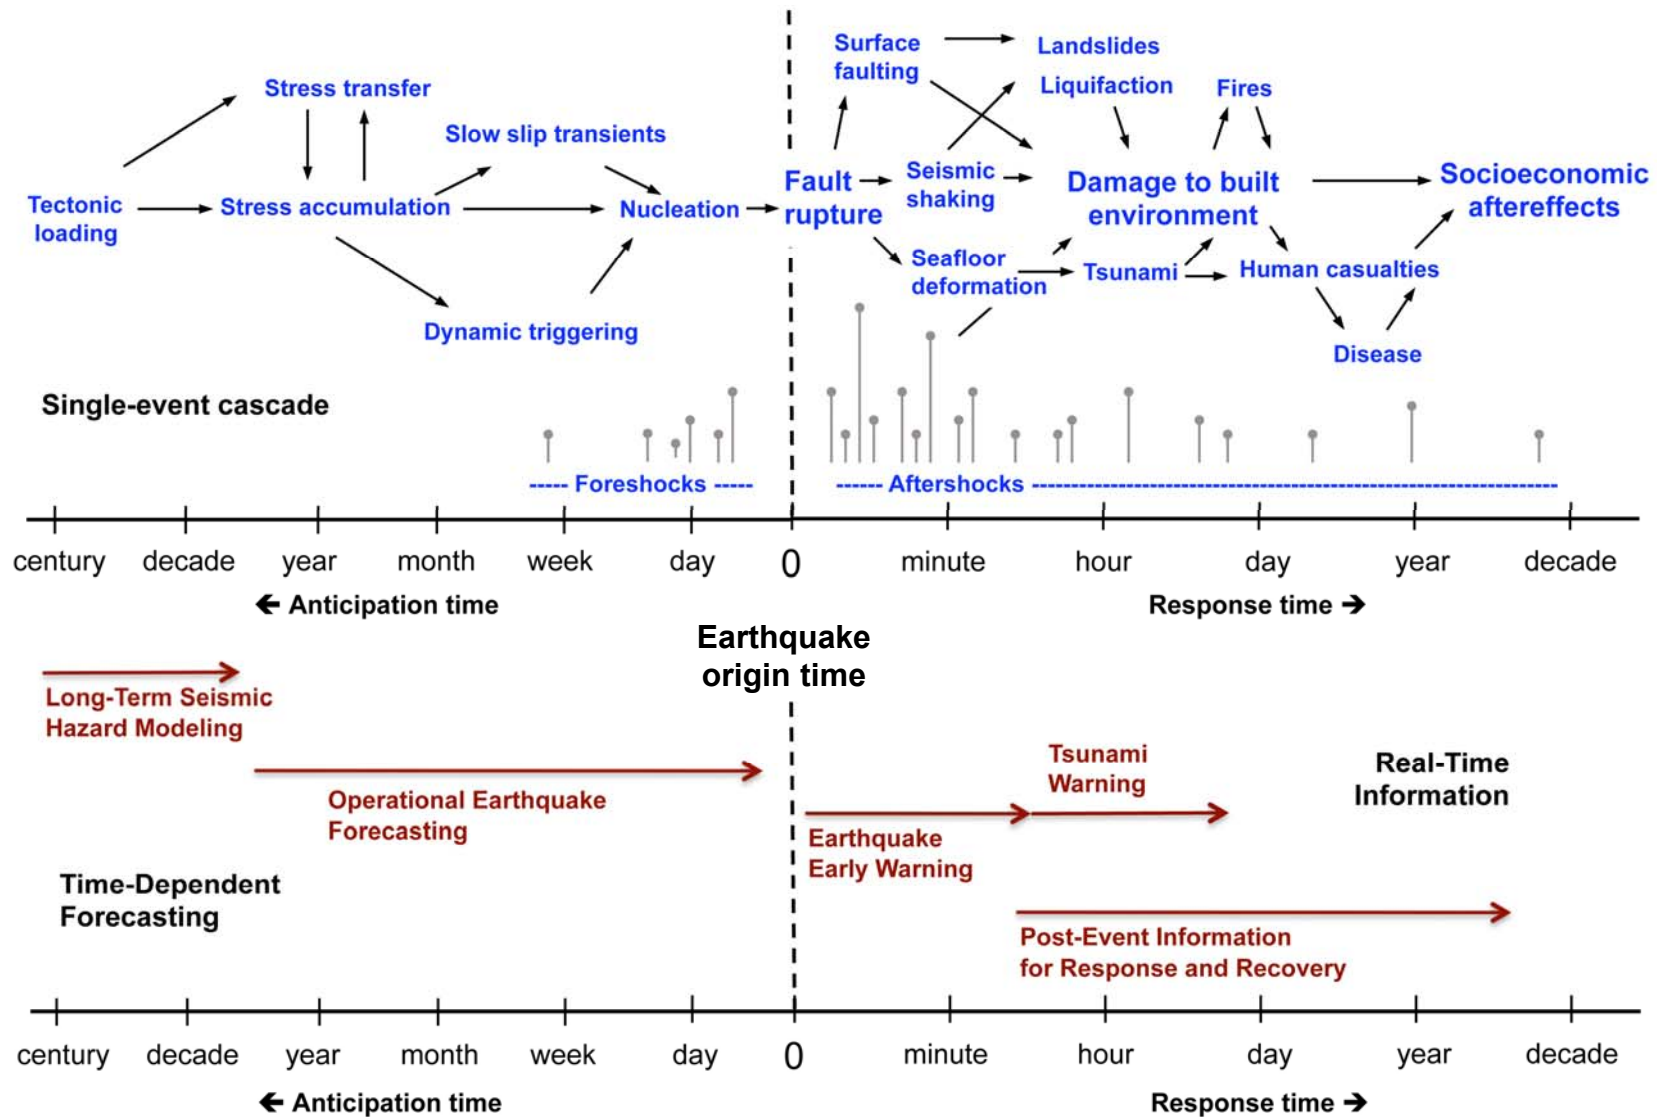 Surface
faulting
Landslides
Liquifaction
Fires
Stress transfer
Slow slip transients
Tectonic
loading
Stress accumulation
Nucleation
Fault
rupture
Seismic
shaking
Damage to built
environment
Socioeconomic
aftereffects
Seafloor
deformation
Tsunami
Human casualties
Dynamic triggering
Disease
Single-event cascade
----- Foreshocks -----
------ Aftershocks ------------------------------------------------------------------------
century decade year month week day 0 minute hour day year decade
← Anticipation time
Response time →
Earthquake
origin time
Long-Term Seismic
Hazard Modeling
Operational Earthquake
Forecasting
Tsunami
Warning
Real-Time
Information
Earthquake
Early Warning
Time-Dependent
Forecasting
Post-Event Information
for Response and Recovery
century decade year month week day 0 minute hour day year decade
← Anticipation time
Response time →